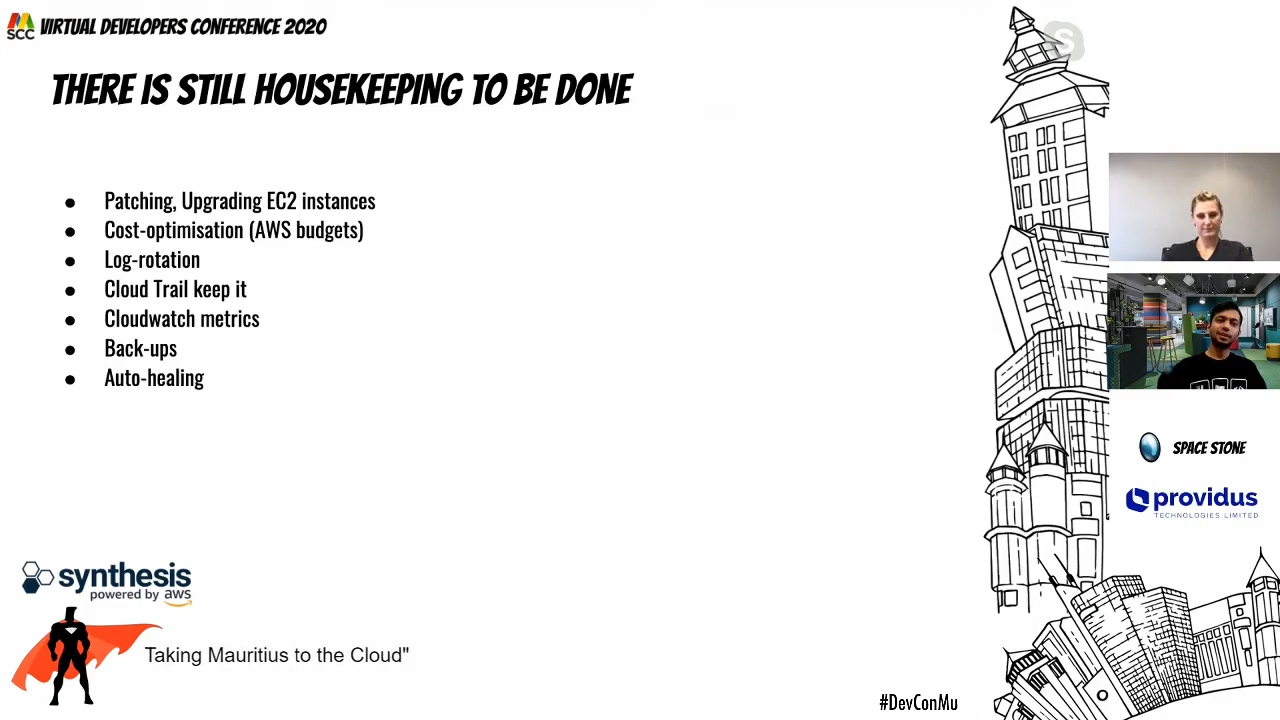 MSCC VIRTUAL DEVELOPERS CONFERENCE 2020
THERE IS STILL HOUSEKEEPING TO BE DONE
● Patching, Upgrading EC2 instances
● Cost-optimisation (AWS budgets)
● Log-rotation
● Cloud Trail keep it
● Cloudwatch metrics
● Back-ups
● Auto-healing
S
SPACE STONE
providus
TECHNOLOGIES LIMITED
synthesis
powered by aws
Taking Mauritius to the Cloud"
#DevConMu